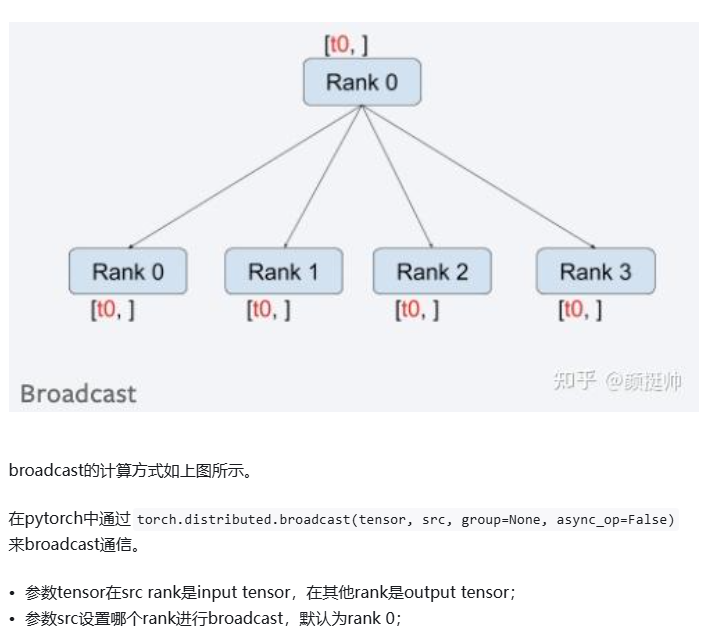 [t0, ]
Rank 0
Rank 0 Rank 1 Rank 2 Rank 3
[t0, ] [t0, ] [t0, ] [t0, ]
Broadcast
知乎 @颜挺帅
broadcast的计算方式如上图所示。
在pytorch中通过 torch.distributed.broadcast(tensor, src, group=None, async_op=False)
来broadcast通信。
• 参数tensor在src rank是input tensor，在其他rank是output tensor；
• 参数src设置哪个rank进行broadcast，默认为rank 0；